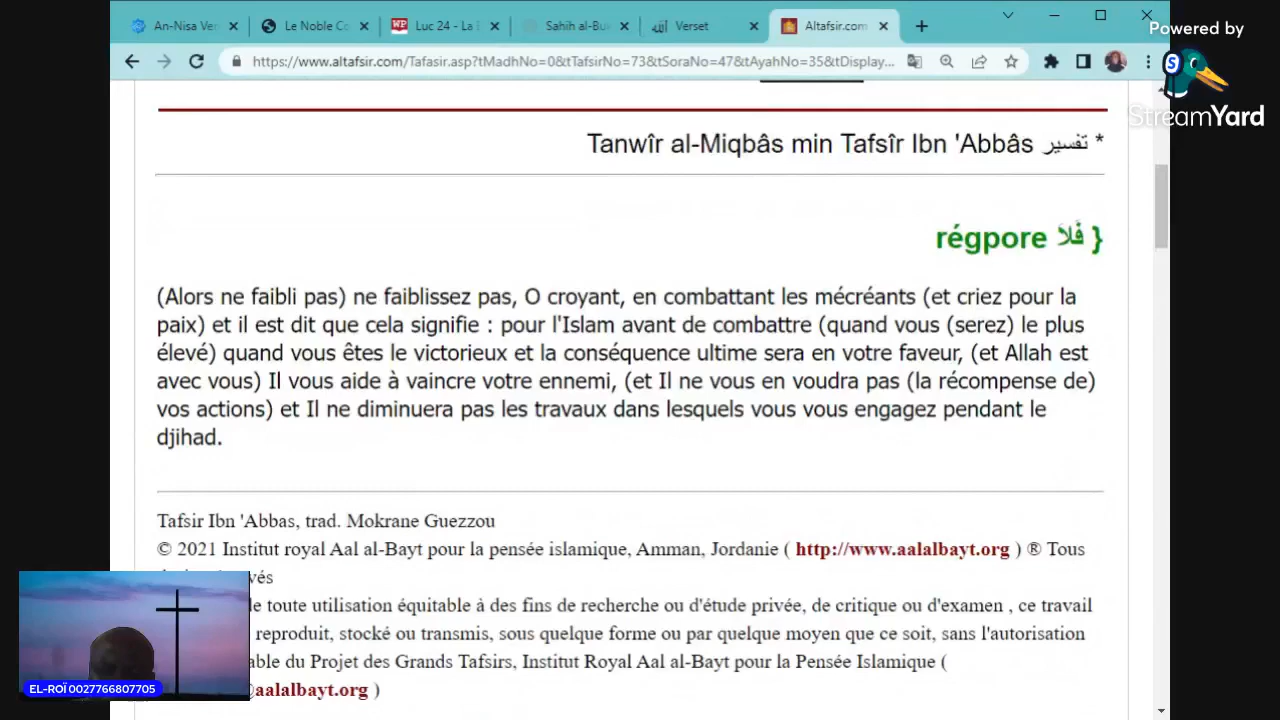 An-Nisa Ver
Le Noble Co
Luc 24 - La B
Sahih al-Buk
Verset
Altafsir.com
https://www.altafsir.com/Tafasir.asp?tMadhNo=0&tTafsirNo=73&tSoraNo=47&tAyahNo=35&tDisplay...
Powered by
StreamYard
* تفسير Tanwîr al-Miqbâs min Tafsîr Ibn 'Abbâs
{ فَلاَ régpore
(Alors ne faibli pas) ne faiblissez pas, O croyant, en combattant les mécréants (et criez pour la
paix) et il est dit que cela signifie : pour l'Islam avant de combattre (quand vous (serez) le plus
élevé) quand vous êtes le victorieux et la conséquence ultime sera en votre faveur, (et Allah est
avec vous) Il vous aide à vaincre votre ennemi, (et Il ne vous en voudra pas (la récompense de)
vos actions) et Il ne diminuera pas les travaux dans lesquels vous vous engagez pendant le
djihad.
Tafsir Ibn 'Abbas, trad. Mokrane Guezzou
© 2021 Institut royal Aal al-Bayt pour la pensée islamique, Amman, Jordanie ( http://www.aalalbayt.org ) ® Tous
vés
le toute utilisation équitable à des fins de recherche ou d'étude privée, de critique ou d'examen , ce travail
reproduit, stocké ou transmis, sous quelque forme ou par quelque moyen que ce soit, sans l'autorisation
able du Projet des Grands Tafsirs, Institut Royal Aal al-Bayt pour la Pensée Islamique (
aalalbayt.org )
EL-ROÏ 0027766807705